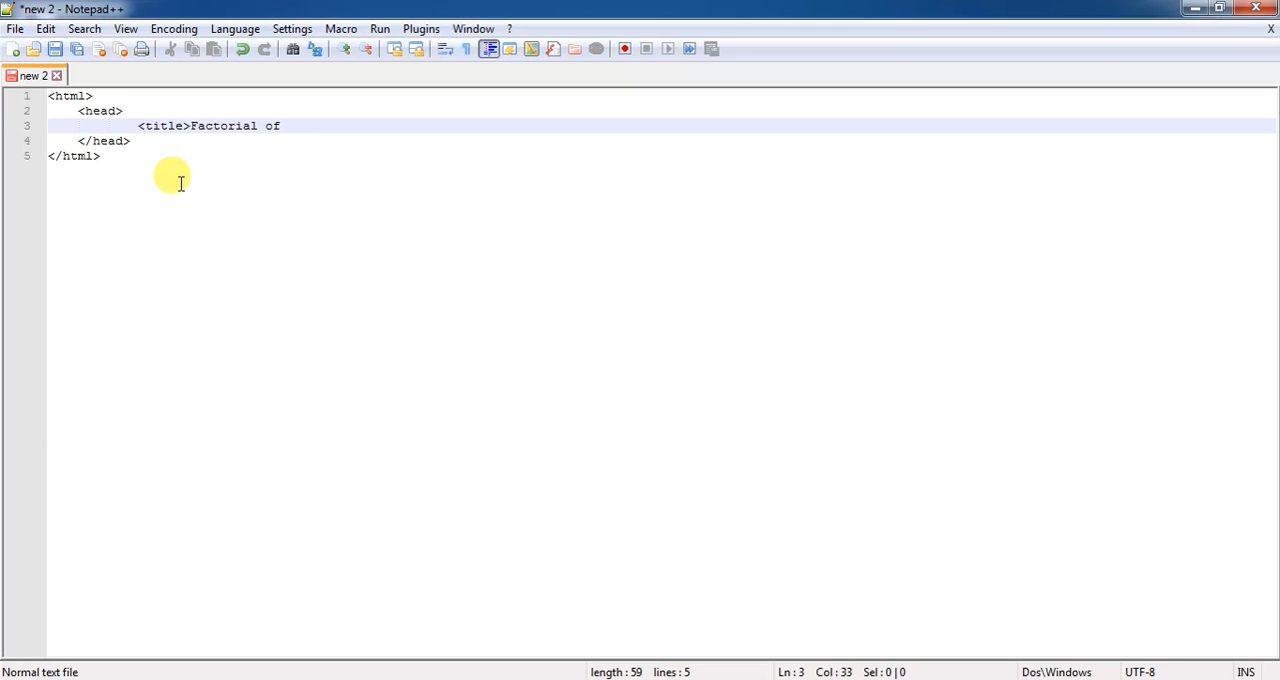 *new 2 - Notepad++
File Edit Search View Encoding Language Settings Macro Run Plugins Window ? X
new 2
1 <html>
2 <head>
3 <title>Factorial of
4 </head>
5 </html>
Normal text file length : 59 lines : 5 Ln : 3 Col : 33 Sel : 0 | 0 Dos\Windows UTF-8 INS